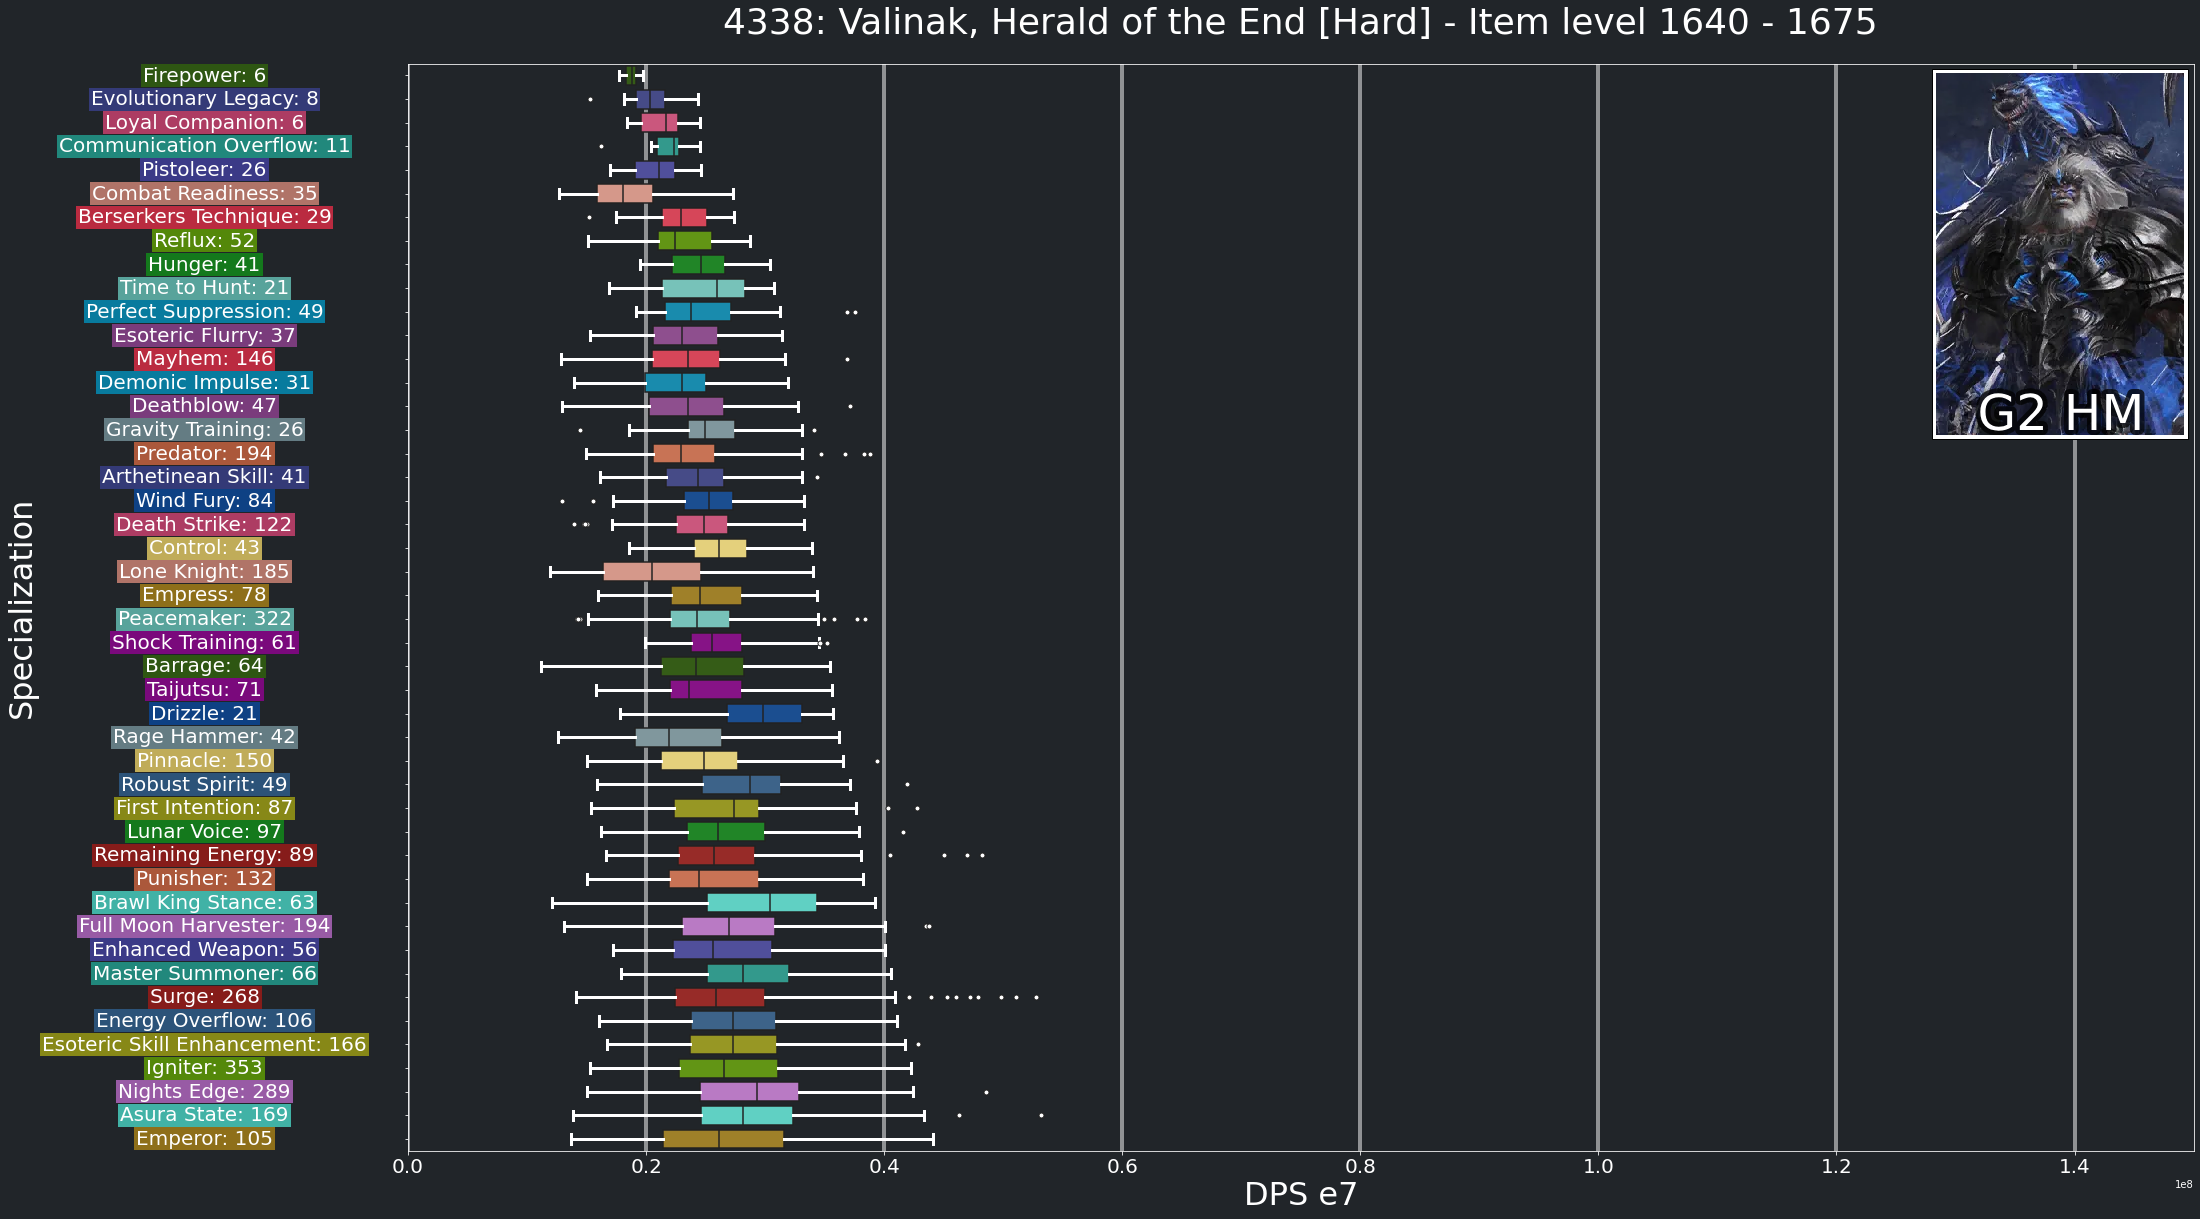 4338: Valinak, Herald of the End [Hard] - Item level 1640 - 1675
Firepower: 6
Evolutionary Legacy: 8
Loyal Companion: 6
Communication Overflow: 11
Pistoleer: 26
Combat Readiness: 35
Berserkers Technique: 29
Reflux: 52
Hunger: 41
Time to Hunt: 21
Perfect Suppression: 49
Esoteric Flurry: 37
Mayhem: 146
Demonic Impulse: 31
Deathblow: 47
Gravity Training: 26
Predator: 194
Arthetinean Skill: 41
Wind Fury: 84
Death Strike: 122
Control: 43
Lone Knight: 185
Empress: 78
Peacemaker: 322
Shock Training: 61
Barrage: 64
Taijutsu: 71
Drizzle: 21
Rage Hammer: 42
Pinnacle: 150
Robust Spirit: 49
First Intention: 87
Lunar Voice: 97
Remaining Energy: 89
Punisher: 132
Brawl King Stance: 63
Full Moon Harvester: 194
Enhanced Weapon: 56
Master Summoner: 66
Surge: 268
Energy Overflow: 106
Esoteric Skill Enhancement: 166
Igniter: 353
Nights Edge: 289
Asura State: 169
Emperor: 105
Specialization
G2 HM
0.0 0.2 0.4 0.6 0.8 1.0 1.2 1.4
DPS e7
1e8